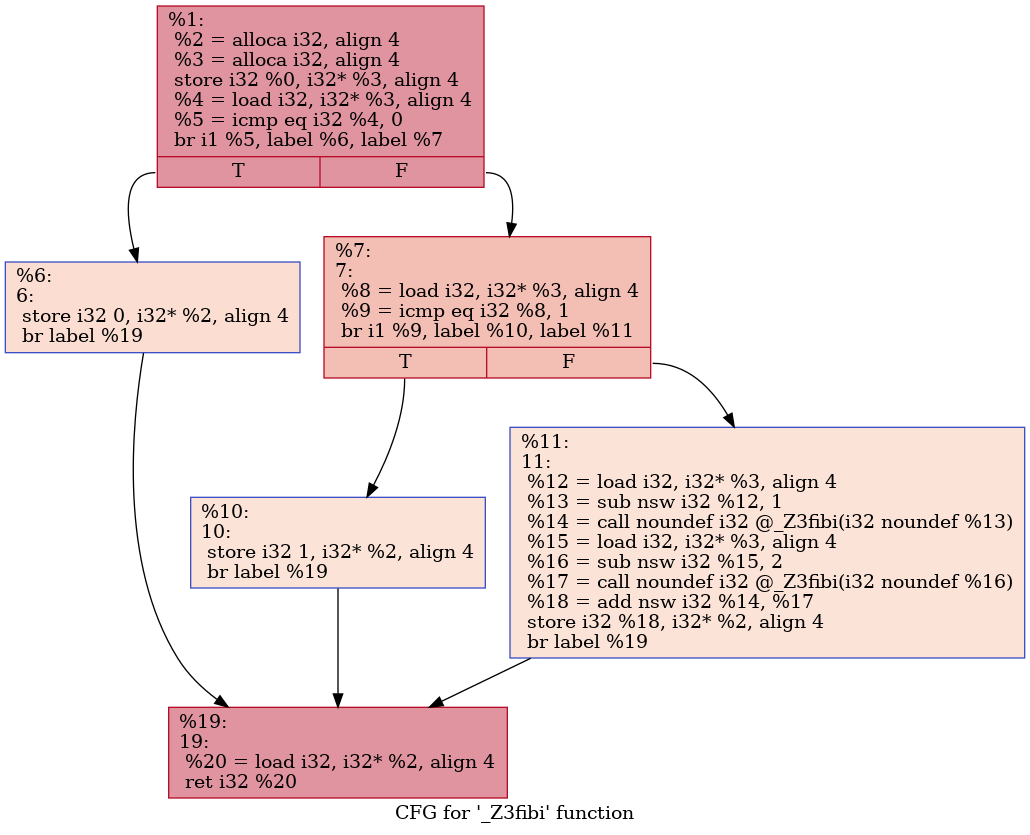 %1:
%2 = alloca i32, align 4
%3 = alloca i32, align 4
store i32 %0, i32* %3, align 4
%4 = load i32, i32* %3, align 4
%5 = icmp eq i32 %4, 0
br i1 %5, label %6, label %7
T F
%6:
6:
store i32 0, i32* %2, align 4
br label %19
%7:
7:
%8 = load i32, i32* %3, align 4
%9 = icmp eq i32 %8, 1
br i1 %9, label %10, label %11
T F
%10:
10:
store i32 1, i32* %2, align 4
br label %19
%11:
11:
%12 = load i32, i32* %3, align 4
%13 = sub nsw i32 %12, 1
%14 = call noundef i32 @_Z3fibi(i32 noundef %13)
%15 = load i32, i32* %3, align 4
%16 = sub nsw i32 %15, 2
%17 = call noundef i32 @_Z3fibi(i32 noundef %16)
%18 = add nsw i32 %14, %17
store i32 %18, i32* %2, align 4
br label %19
%19:
19:
%20 = load i32, i32* %2, align 4
ret i32 %20
CFG for '_Z3fibi' function